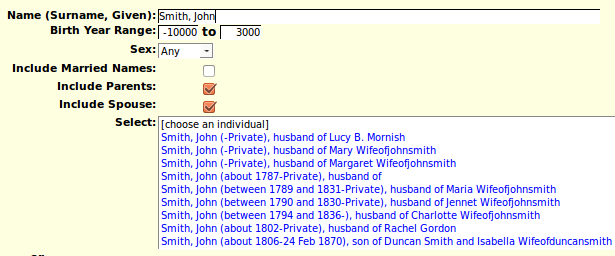 Name (Surname, Given): Smith, John
Birth Year Range: -10000 to 3000
Sex: Any
Include Married Names:
Include Parents:
Include Spouse:
Select: [choose an individual]
Smith, John (-Private), husband of Lucy B. Mornish
Smith, John (-Private), husband of Mary Wifeofjohnsmith
Smith, John (-Private), husband of Margaret Wifeofjohnsmith
Smith, John (about 1787-Private), husband of
Smith, John (between 1789 and 1831-Private), husband of Maria Wifeofjohnsmith
Smith, John (between 1790 and 1830-Private), husband of Jennet Wifeofjohnsmith
Smith, John (between 1794 and 1836-), husband of Charlotte Wifeofjohnsmith
Smith, John (about 1802-Private), husband of Rachel Gordon
Smith, John (about 1806-24 Feb 1870), son of Duncan Smith and Isabella Wifeofduncansmith